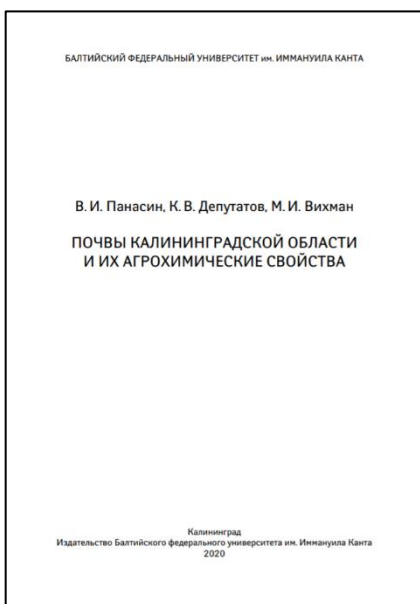 БАЛТИЙСКИЙ ФЕДЕРАЛЬНЫЙ УНИВЕРСИТЕТ им. ИММАНУИЛА КАНТА
В. И. Панасин, К. В. Депутатов, М. И. Вихман
ПОЧВЫ КАЛИНИНГРАДСКОЙ ОБЛАСТИ
И ИХ АГРОХИМИЧЕСКИЕ СВОЙСТВА
Калининград
Издательство Балтийского федерального университета им. Иммануила Канта
2020